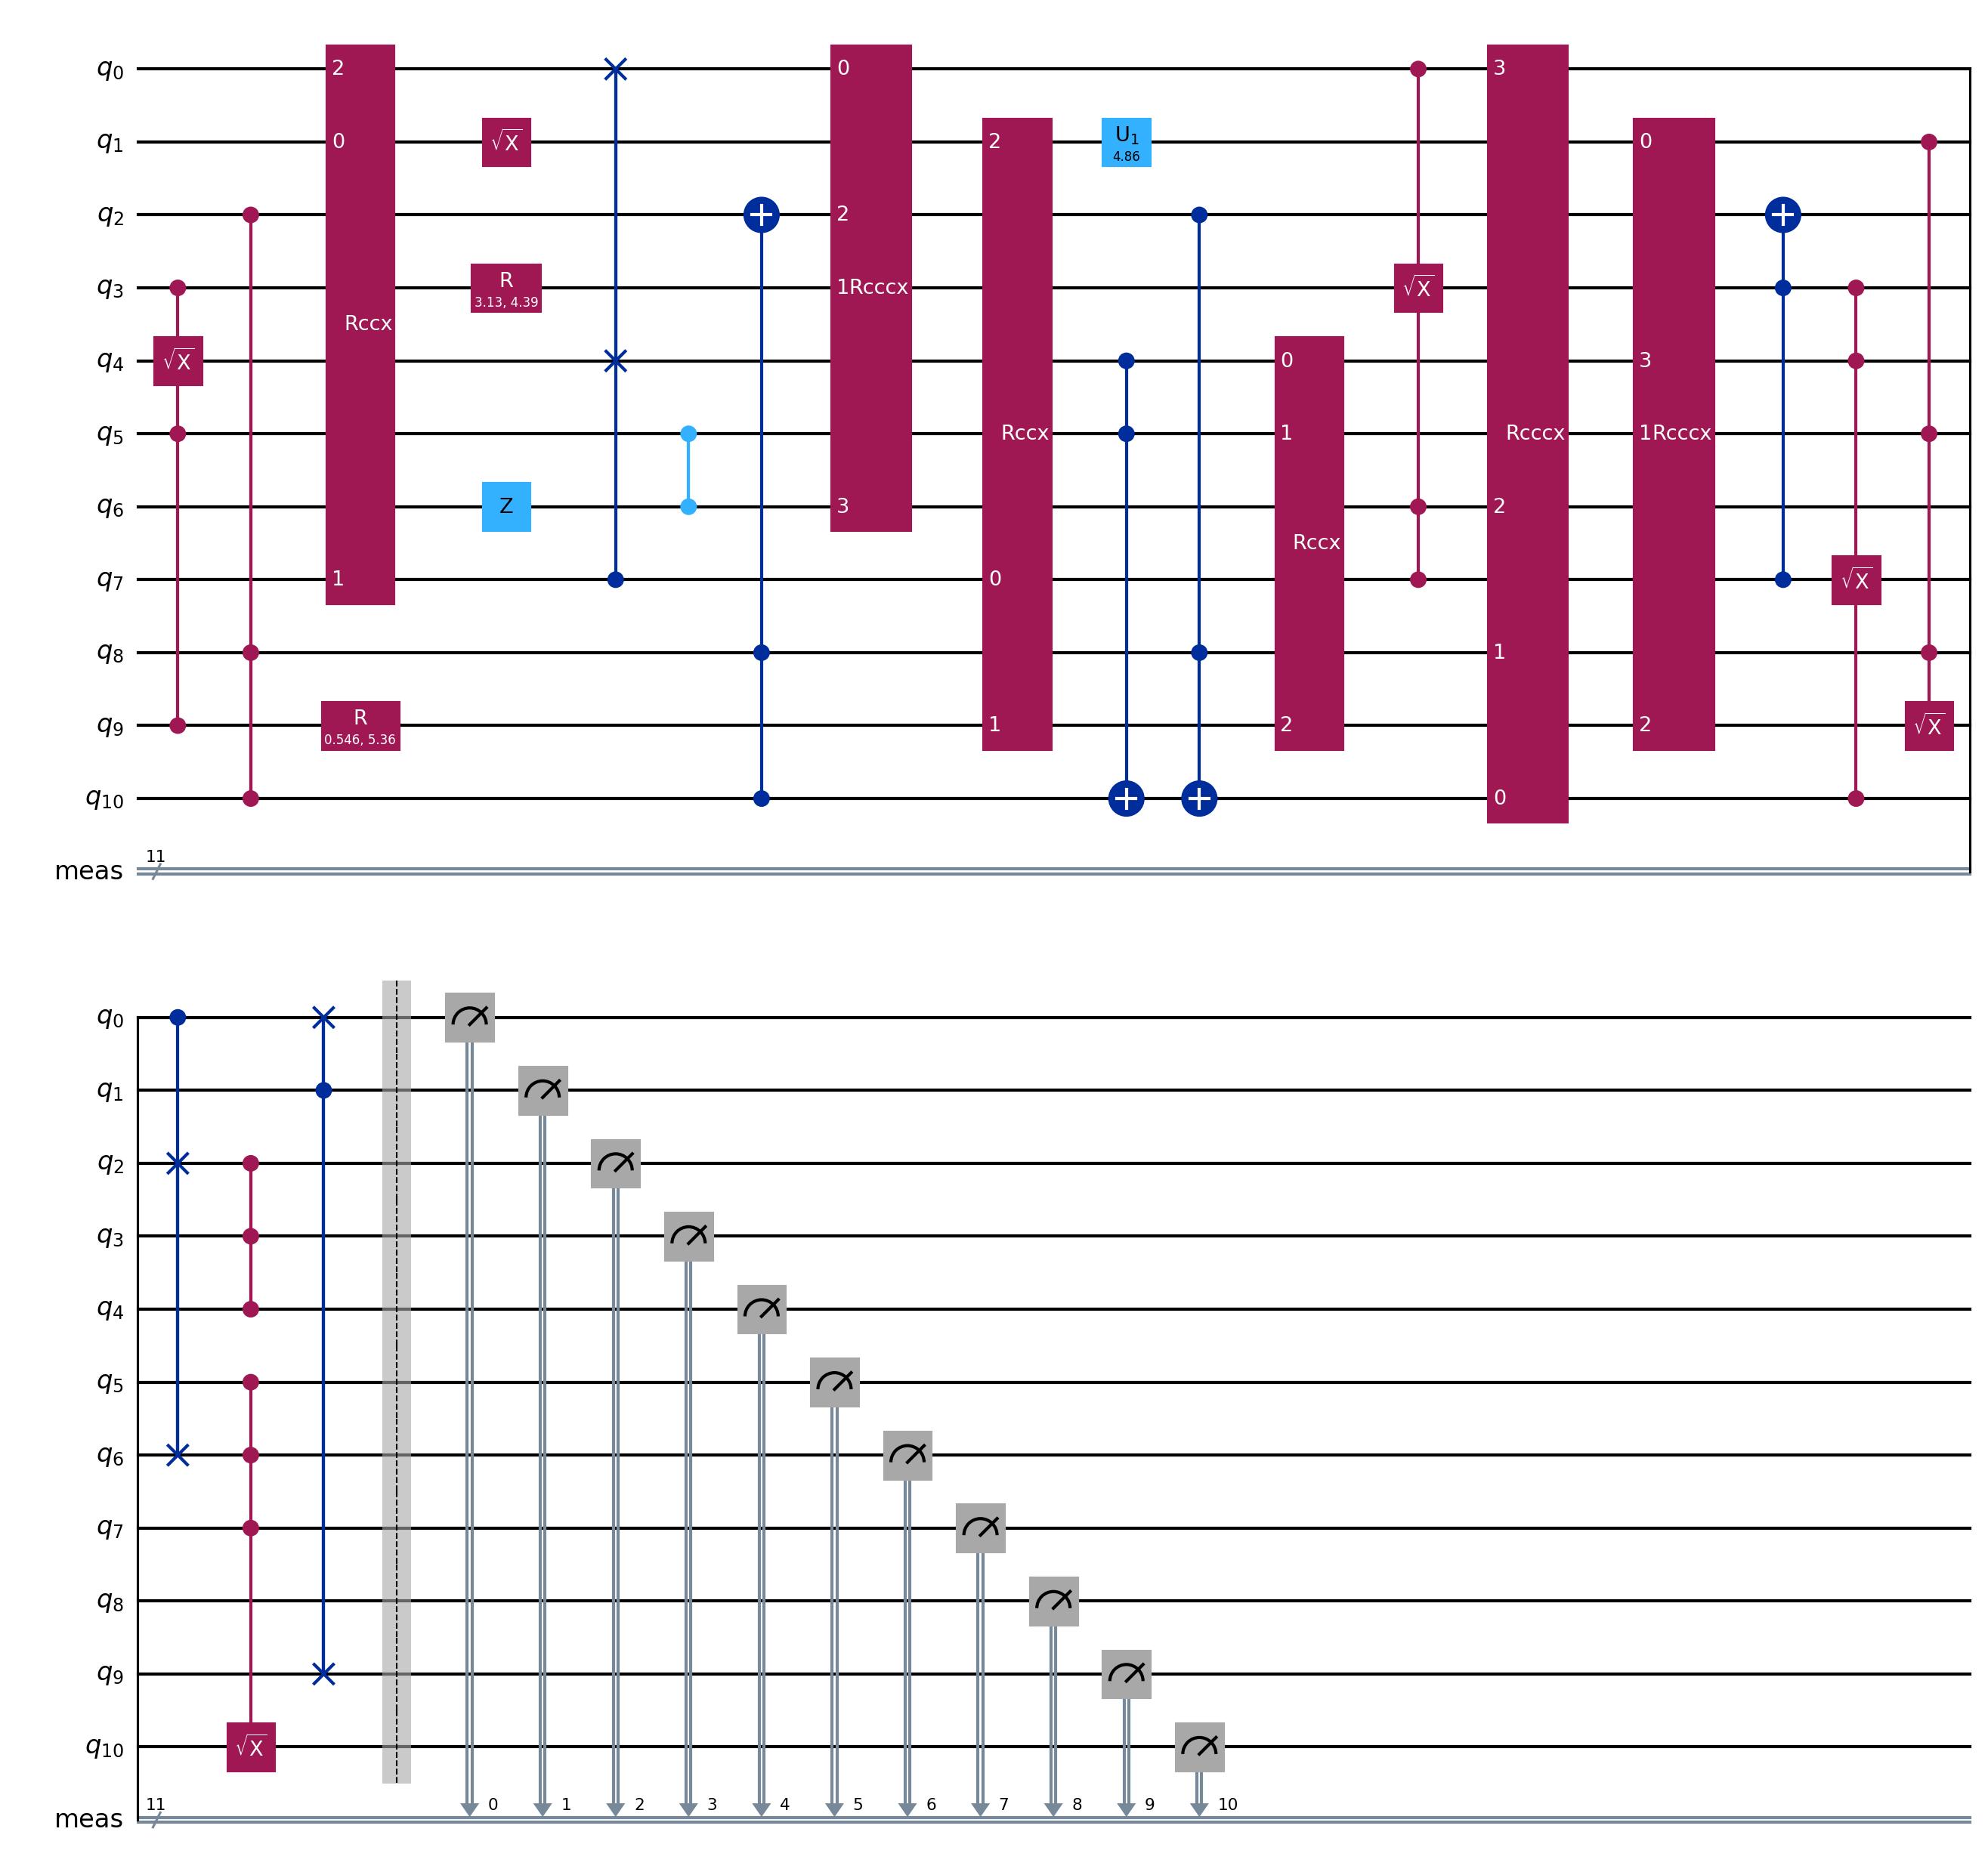 q0 2 0 3
q1 0 √X 2 U1 4.86 0
q2 2
q3 R 3.13, 4.39 1Rcccx √X
Rccx
q4 √X 0 3
q5 Rccx 1 Rcccx 1Rcccx
q6 Z 3 2
Rccx
q7 1 0 √X
q8 1
q9 R 0.546, 5.36 1 2 2 √X
q10 0
meas 11
q0
q1
q2
q3
q4
q5
q6
q7
q8
q9
q10 √X
meas 11 0 1 2 3 4 5 6 7 8 9 10